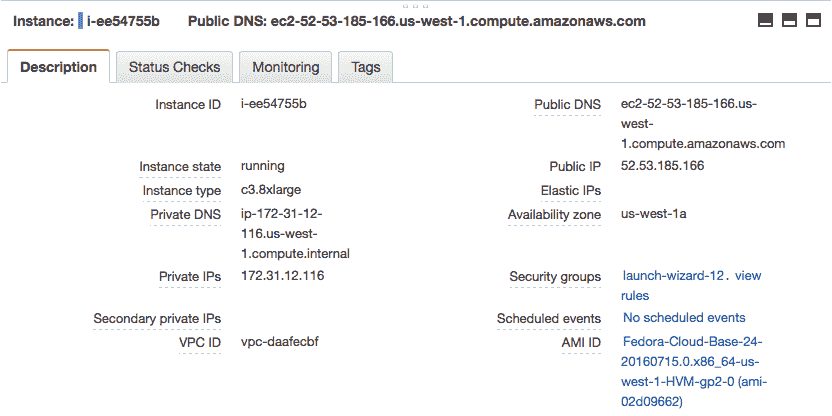 Instance: i-ee54755b Public DNS: ec2-52-53-185-166.us-west-1.compute.amazonaws.com
Description Status Checks Monitoring Tags
Instance ID i-ee54755b
Public DNS ec2-52-53-185-166.us-
west-
1.compute.amazonaws.com
Instance state running
Public IP 52.53.185.166
Instance type c3.8xlarge
Elastic IPs
Private DNS ip-172-31-12-
116.us-west-
1.compute.internal
Availability zone us-west-1a
Private IPs 172.31.12.116
Security groups launch-wizard-12. view
rules
Secondary private IPs
Scheduled events No scheduled events
VPC ID vpc-daafecbf
AMI ID Fedora-Cloud-Base-24-
20160715.0.x86_64-us-
west-1-HVM-gp2-0 (ami-
02d09662)